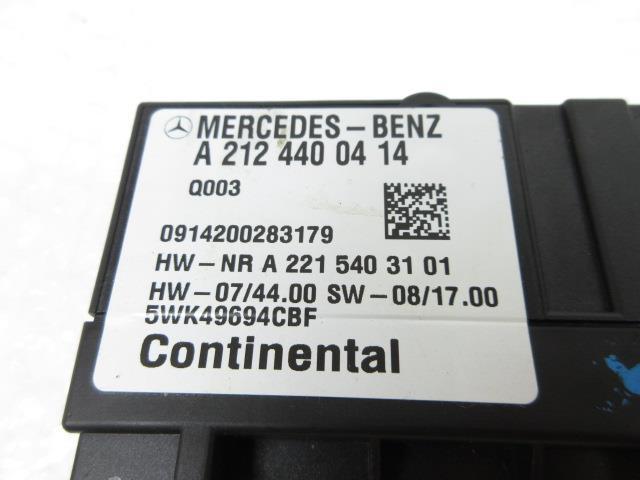 MERCEDES-BENZ
A 212 440 04 14
Q003
0914200283179
HW-NR A 221 540 31 01
HW-07/44.00 SW-08/17.00
5WK49694CBF
Continental